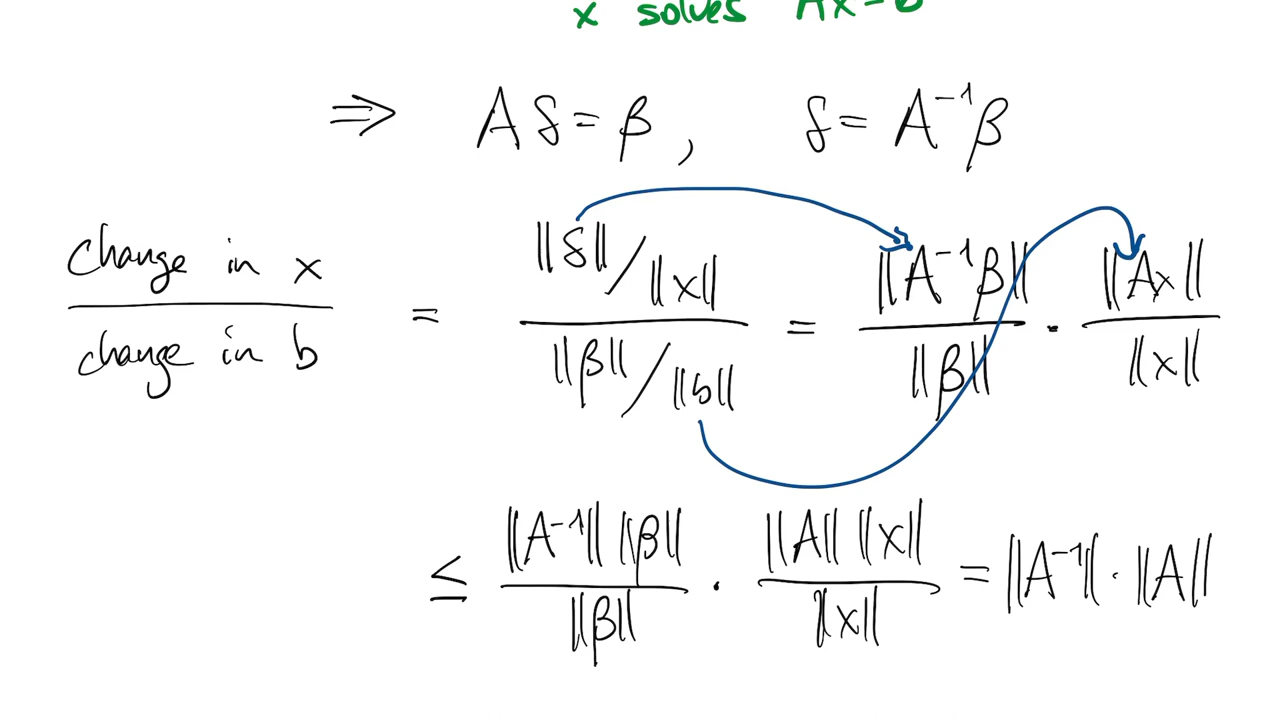 x solves Ax=b
⇒ Aδ = β, δ = A⁻¹β
change in x / change in b = (‖δ‖/‖x‖) / (‖β‖/‖b‖) = ‖A⁻¹β‖ / ‖β‖ · ‖Ax‖ / ‖x‖
≤ ‖A⁻¹‖ ‖β‖ / ‖β‖ · ‖A‖ ‖x‖ / ‖x‖ = ‖A⁻¹‖ · ‖A‖